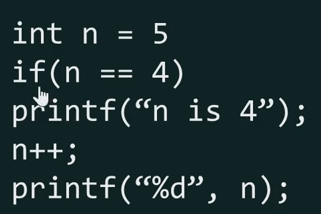 int n = 5
if(n == 4)
printf(“n is 4”);
n++;
printf(“%d”, n);